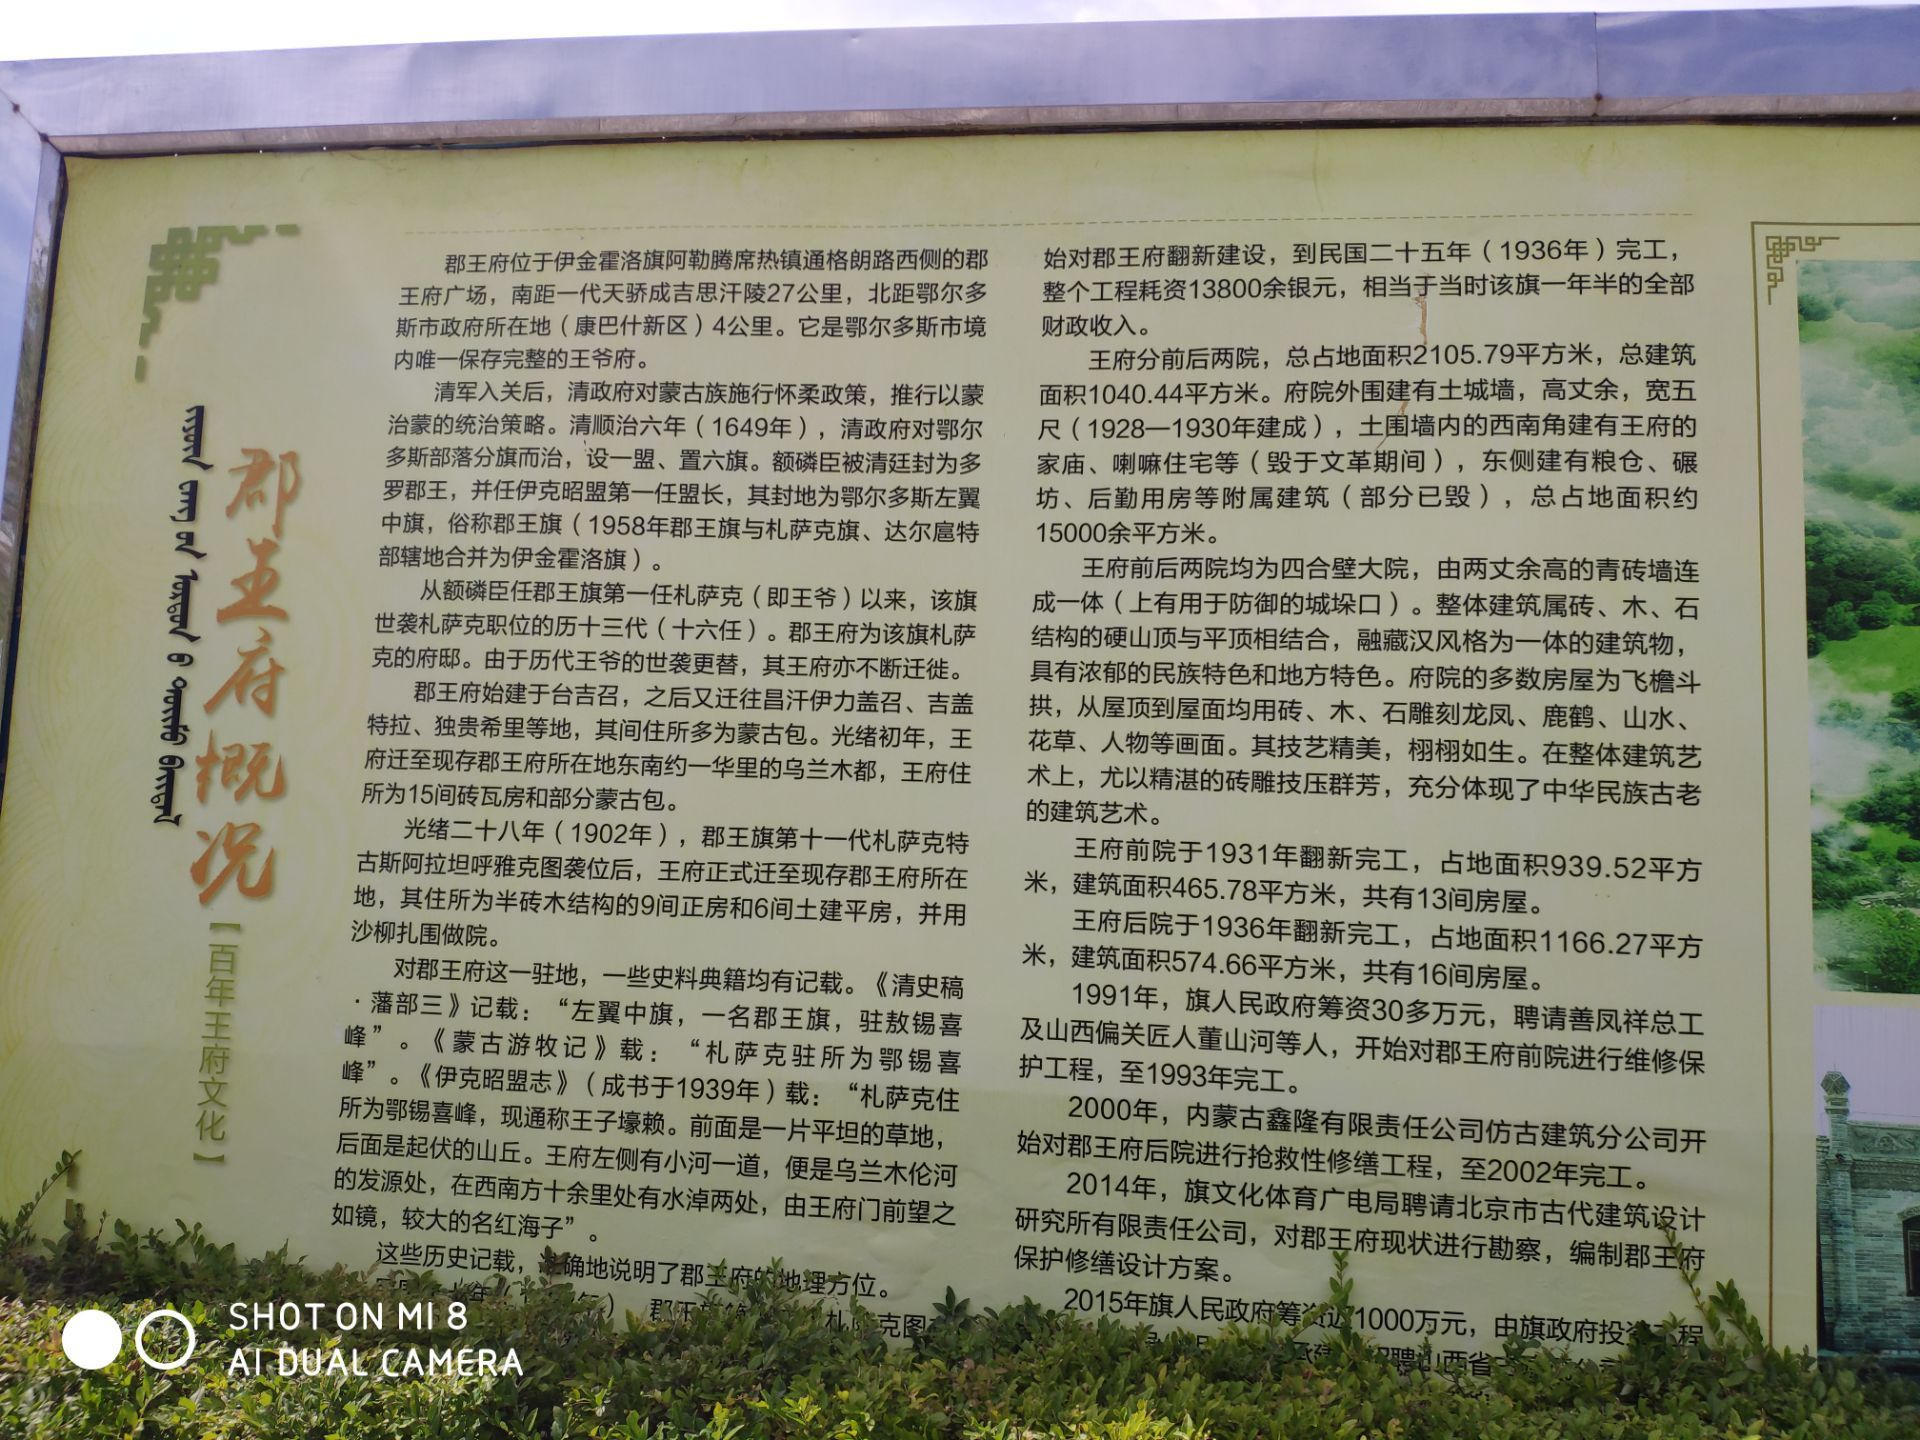 郡王府概况
【百年王府文化】
郡王府位于伊金霍洛旗阿勒腾席热镇通格朗路西侧的郡
王府广场，南距一代天骄成吉思汗陵27公里，北距鄂尔多
斯市政府所在地（康巴什新区）4公里。它是鄂尔多斯市境
内唯一保存完整的王爷府。
清军入关后，清政府对蒙古族施行怀柔政策，推行以蒙
治蒙的统治策略。清顺治六年（1649年），清政府对鄂尔
多斯部落分旗而治，设一盟、置六旗。额磷臣被清廷封为多
罗郡王，并任伊克昭盟第一任盟长，其封地为鄂尔多斯左翼
中旗，俗称郡王旗（1958年郡王旗与札萨克旗、达尔扈特
部辖地合并为伊金霍洛旗）。
从额磷臣任郡王旗第一任札萨克（即王爷）以来，该旗
世袭札萨克职位的历十三代（十六任）。郡王府为该旗札萨
克的府邸。由于历代王爷的世袭更替，其王府亦不断迁徙。
郡王府始建于台吉召，之后又迁往昌汗伊力盖召、吉盖
特拉、独贵希里等地，其间住所多为蒙古包。光绪初年，王
府迁至现存郡王府所在地东南约一华里的乌兰木都，王府住
所为15间砖瓦房和部分蒙古包。
光绪二十八年（1902年），郡王旗第十一代札萨克特
古斯阿拉坦呼雅克图袭位后，王府正式迁至现存郡王府所在
地，其住所为半砖木结构的9间正房和6间土建平房，并用
沙柳扎围做院。
对郡王府这一驻地，一些史料典籍均有记载。《清史稿
·藩部三》记载：“左翼中旗，一名郡王旗，驻敖锡喜
峰”。《蒙古游牧记》载：“札萨克驻所为鄂锡喜
峰”。《伊克昭盟志》（成书于1939年）载：“札萨克住
所为鄂锡喜峰，现通称王子壕赖。前面是一片平坦的草地，
后面是起伏的山丘。王府左侧有小河一道，便是乌兰木伦河
的发源处，在西南方十余里处有水淖两处，由王府门前望之
如镜，较大的名红海子”。
这些历史记载，准确地说明了郡王府的地理方位。
始对郡王府翻新建设，到民国二十五年（1936年）完工，
整个工程耗资13800余银元，相当于当时该旗一年半的全部
财政收入。
王府分前后两院，总占地面积2105.79平方米，总建筑
面积1040.44平方米。府院外围建有土城墙，高丈余，宽五
尺（1928—1930年建成），土围墙内的西南角建有王府的
家庙、喇嘛住宅等（毁于文革期间），东侧建有粮仓、碾
坊、后勤用房等附属建筑（部分已毁），总占地面积约
15000余平方米。
王府前后两院均为四合壁大院，由两丈余高的青砖墙连
成一体（上有用于防御的城垛口）。整体建筑属砖、木、石
结构的硬山顶与平顶相结合，融藏汉风格为一体的建筑物，
具有浓郁的民族特色和地方特色。府院的多数房屋为飞檐斗
拱，从屋顶到屋面均用砖、木、石雕刻龙凤、鹿鹤、山水、
花草、人物等画面。其技艺精美，栩栩如生。在整体建筑艺
术上，尤以精湛的砖雕技压群芳，充分体现了中华民族古老
的建筑艺术。
王府前院于1931年翻新完工，占地面积939.52平方
米，建筑面积465.78平方米，共有13间房屋。
王府后院于1936年翻新完工，占地面积1166.27平方
米，建筑面积574.66平方米，共有16间房屋。
1991年，旗人民政府筹资30多万元，聘请善凤祥总工
及山西偏关匠人董山河等人，开始对郡王府前院进行维修保
护工程，至1993年完工。
2000年，内蒙古鑫隆有限责任公司仿古建筑分公司开
始对郡王府后院进行抢救性修缮工程，至2002年完工。
2014年，旗文化体育广电局聘请北京市古代建筑设计
研究所有限责任公司，对郡王府现状进行勘察，编制郡王府
保护修缮设计方案。
2015年旗人民政府筹资近1000万元，由旗政府投资工程
SHOT ON MI 8
AI DUAL CAMERA